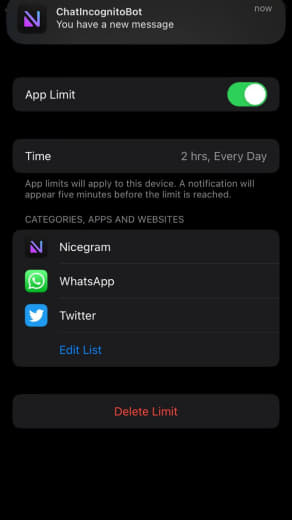 ChatIncognitoBot
now
You have a new message
App Limit
Time
2 hrs, Every Day
App limits will apply to this device. A notification will
appear five minutes before the limit is reached.
CATEGORIES, APPS AND WEBSITES
Nicegram
WhatsApp
Twitter
Edit List
Delete Limit